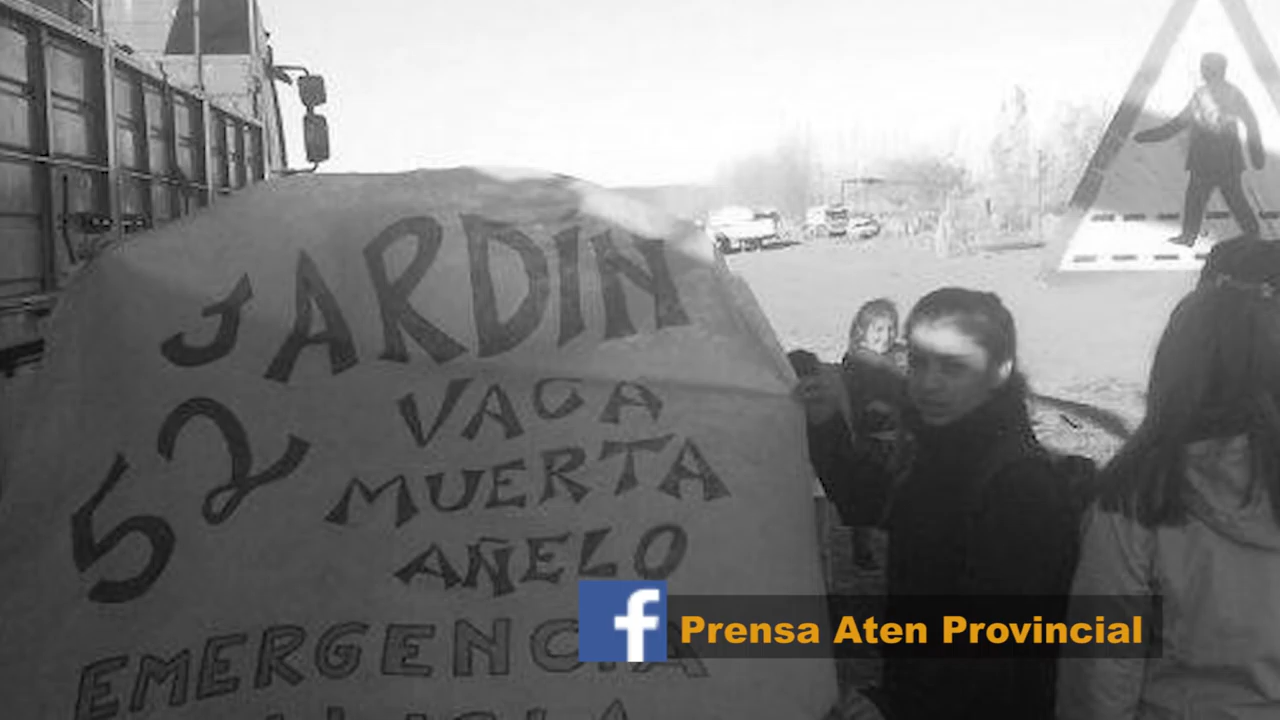 JARDIN
52
VACA
MUERTA
AÑELO
EMERGENCIA
f Prensa Aten Provincial